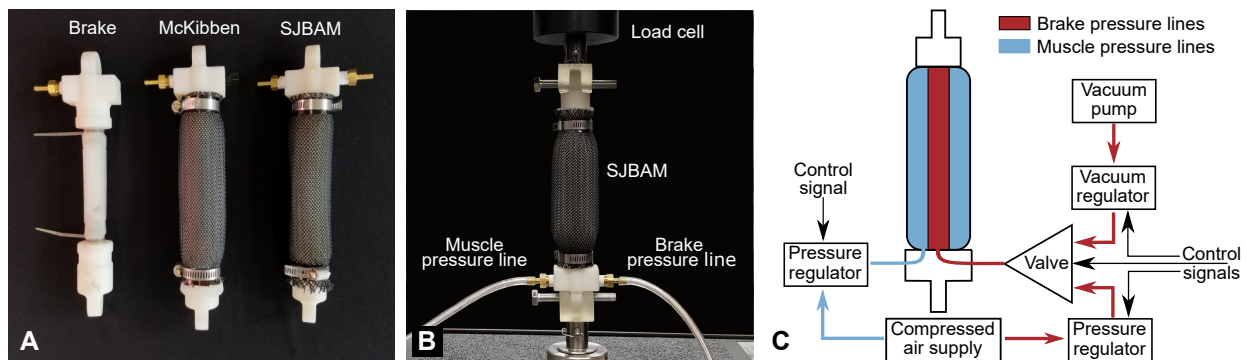 Brake
McKibben
SJBAM
A
Load cell
SJBAM
Muscle
pressure line
Brake
pressure line
B
Brake pressure lines
Muscle pressure lines
Vacuum
pump
Control
signal
Vacuum
regulator
Pressure
regulator
Valve
Control
signals
Compressed
air supply
Pressure
regulator
C